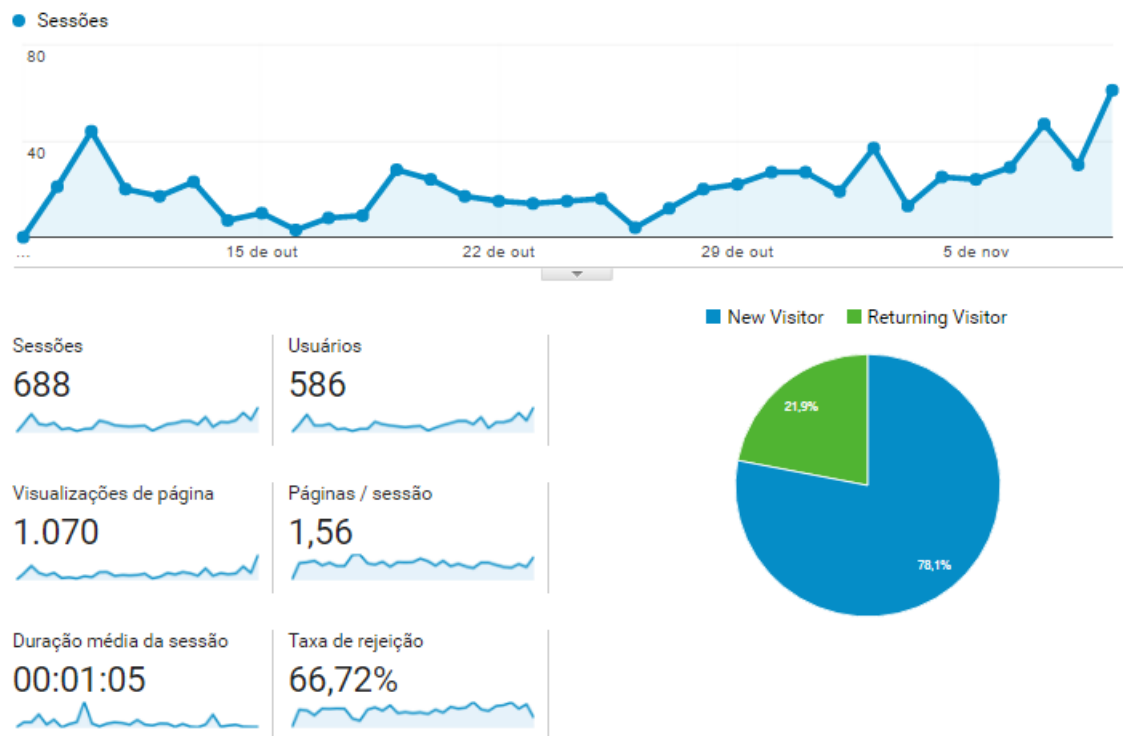 Sessões
80
40
...
15 de out
22 de out
29 de out
5 de nov
New Visitor
Returning Visitor
Sessões
688
Usuários
586
Visualizações de página
1.070
Páginas / sessão
1,56
Duração média da sessão
00:01:05
Taxa de rejeição
66,72%
21,9%
78,1%